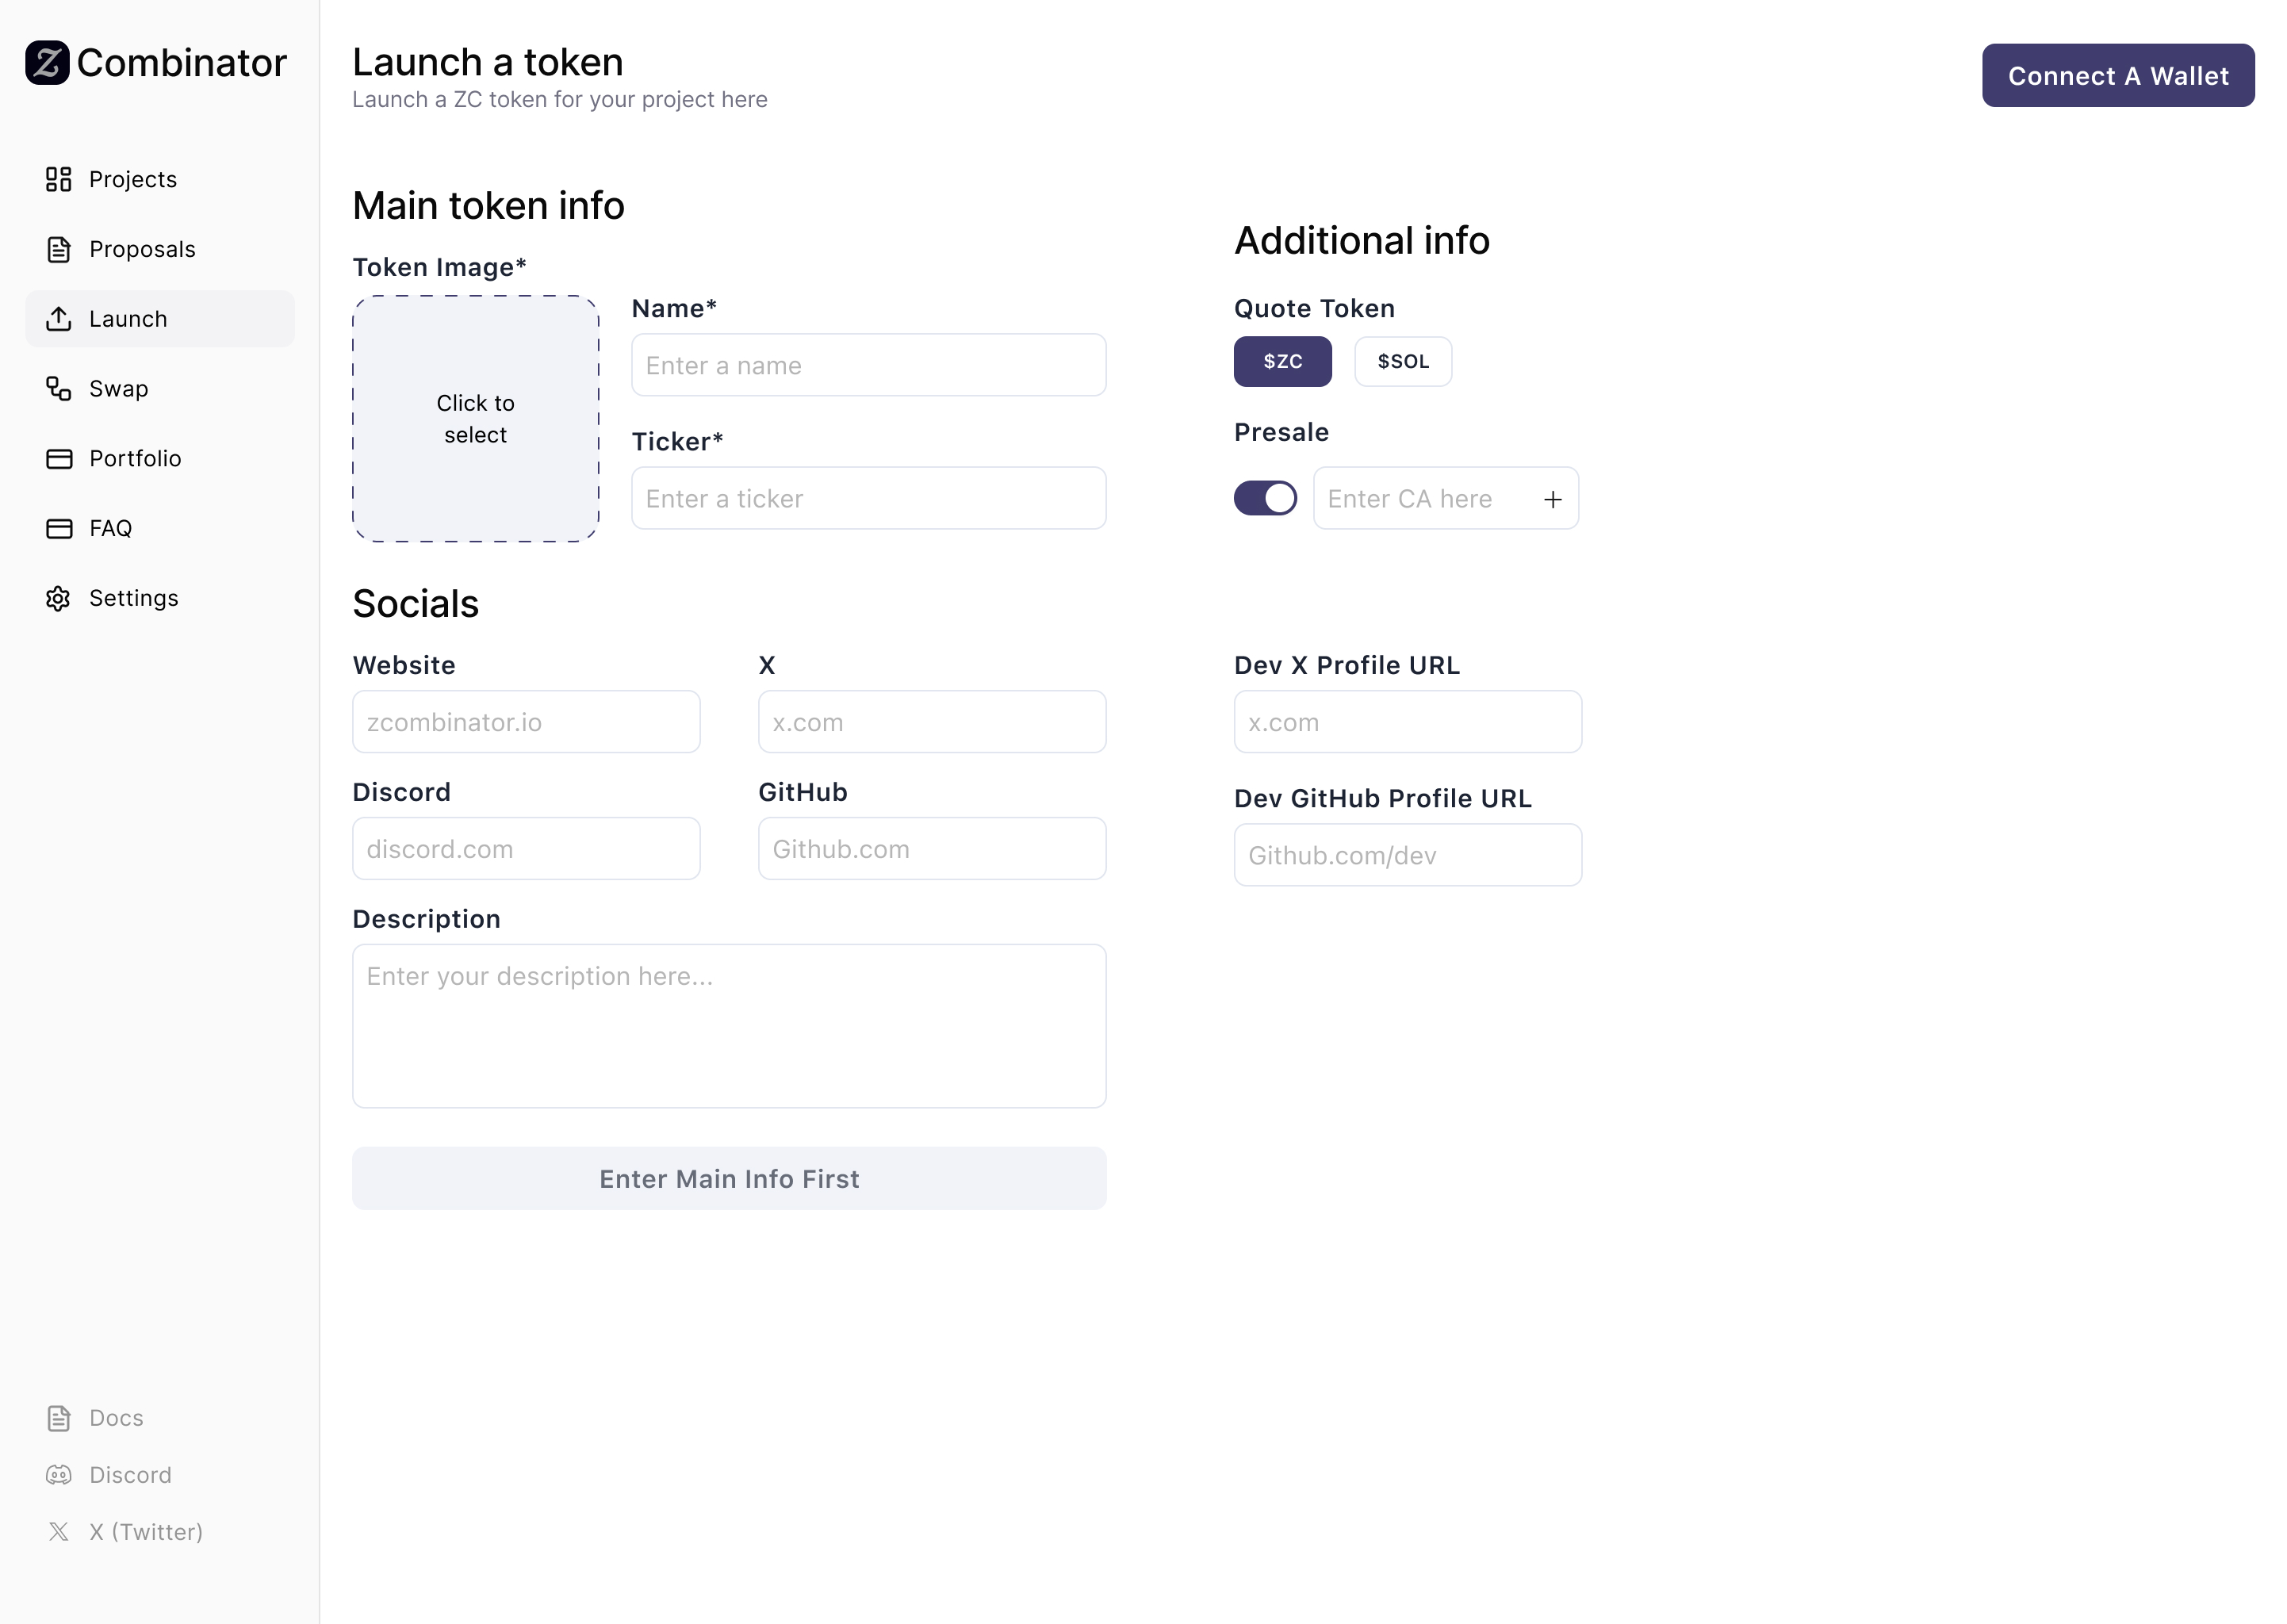 Z Combinator
Projects
Proposals
Launch
Swap
Portfolio
FAQ
Settings
Docs
Discord
X (Twitter)
Launch a token
Launch a ZC token for your project here
Connect A Wallet
Main token info
Token Image*
Click to
select
Name*
Enter a name
Ticker*
Enter a ticker
Additional info
Quote Token
$ZC
$SOL
Presale
Enter CA here
Socials
Website
zcombinator.io
X
x.com
Discord
discord.com
GitHub
Github.com
Dev X Profile URL
x.com
Dev GitHub Profile URL
Github.com/dev
Description
Enter your description here...
Enter Main Info First